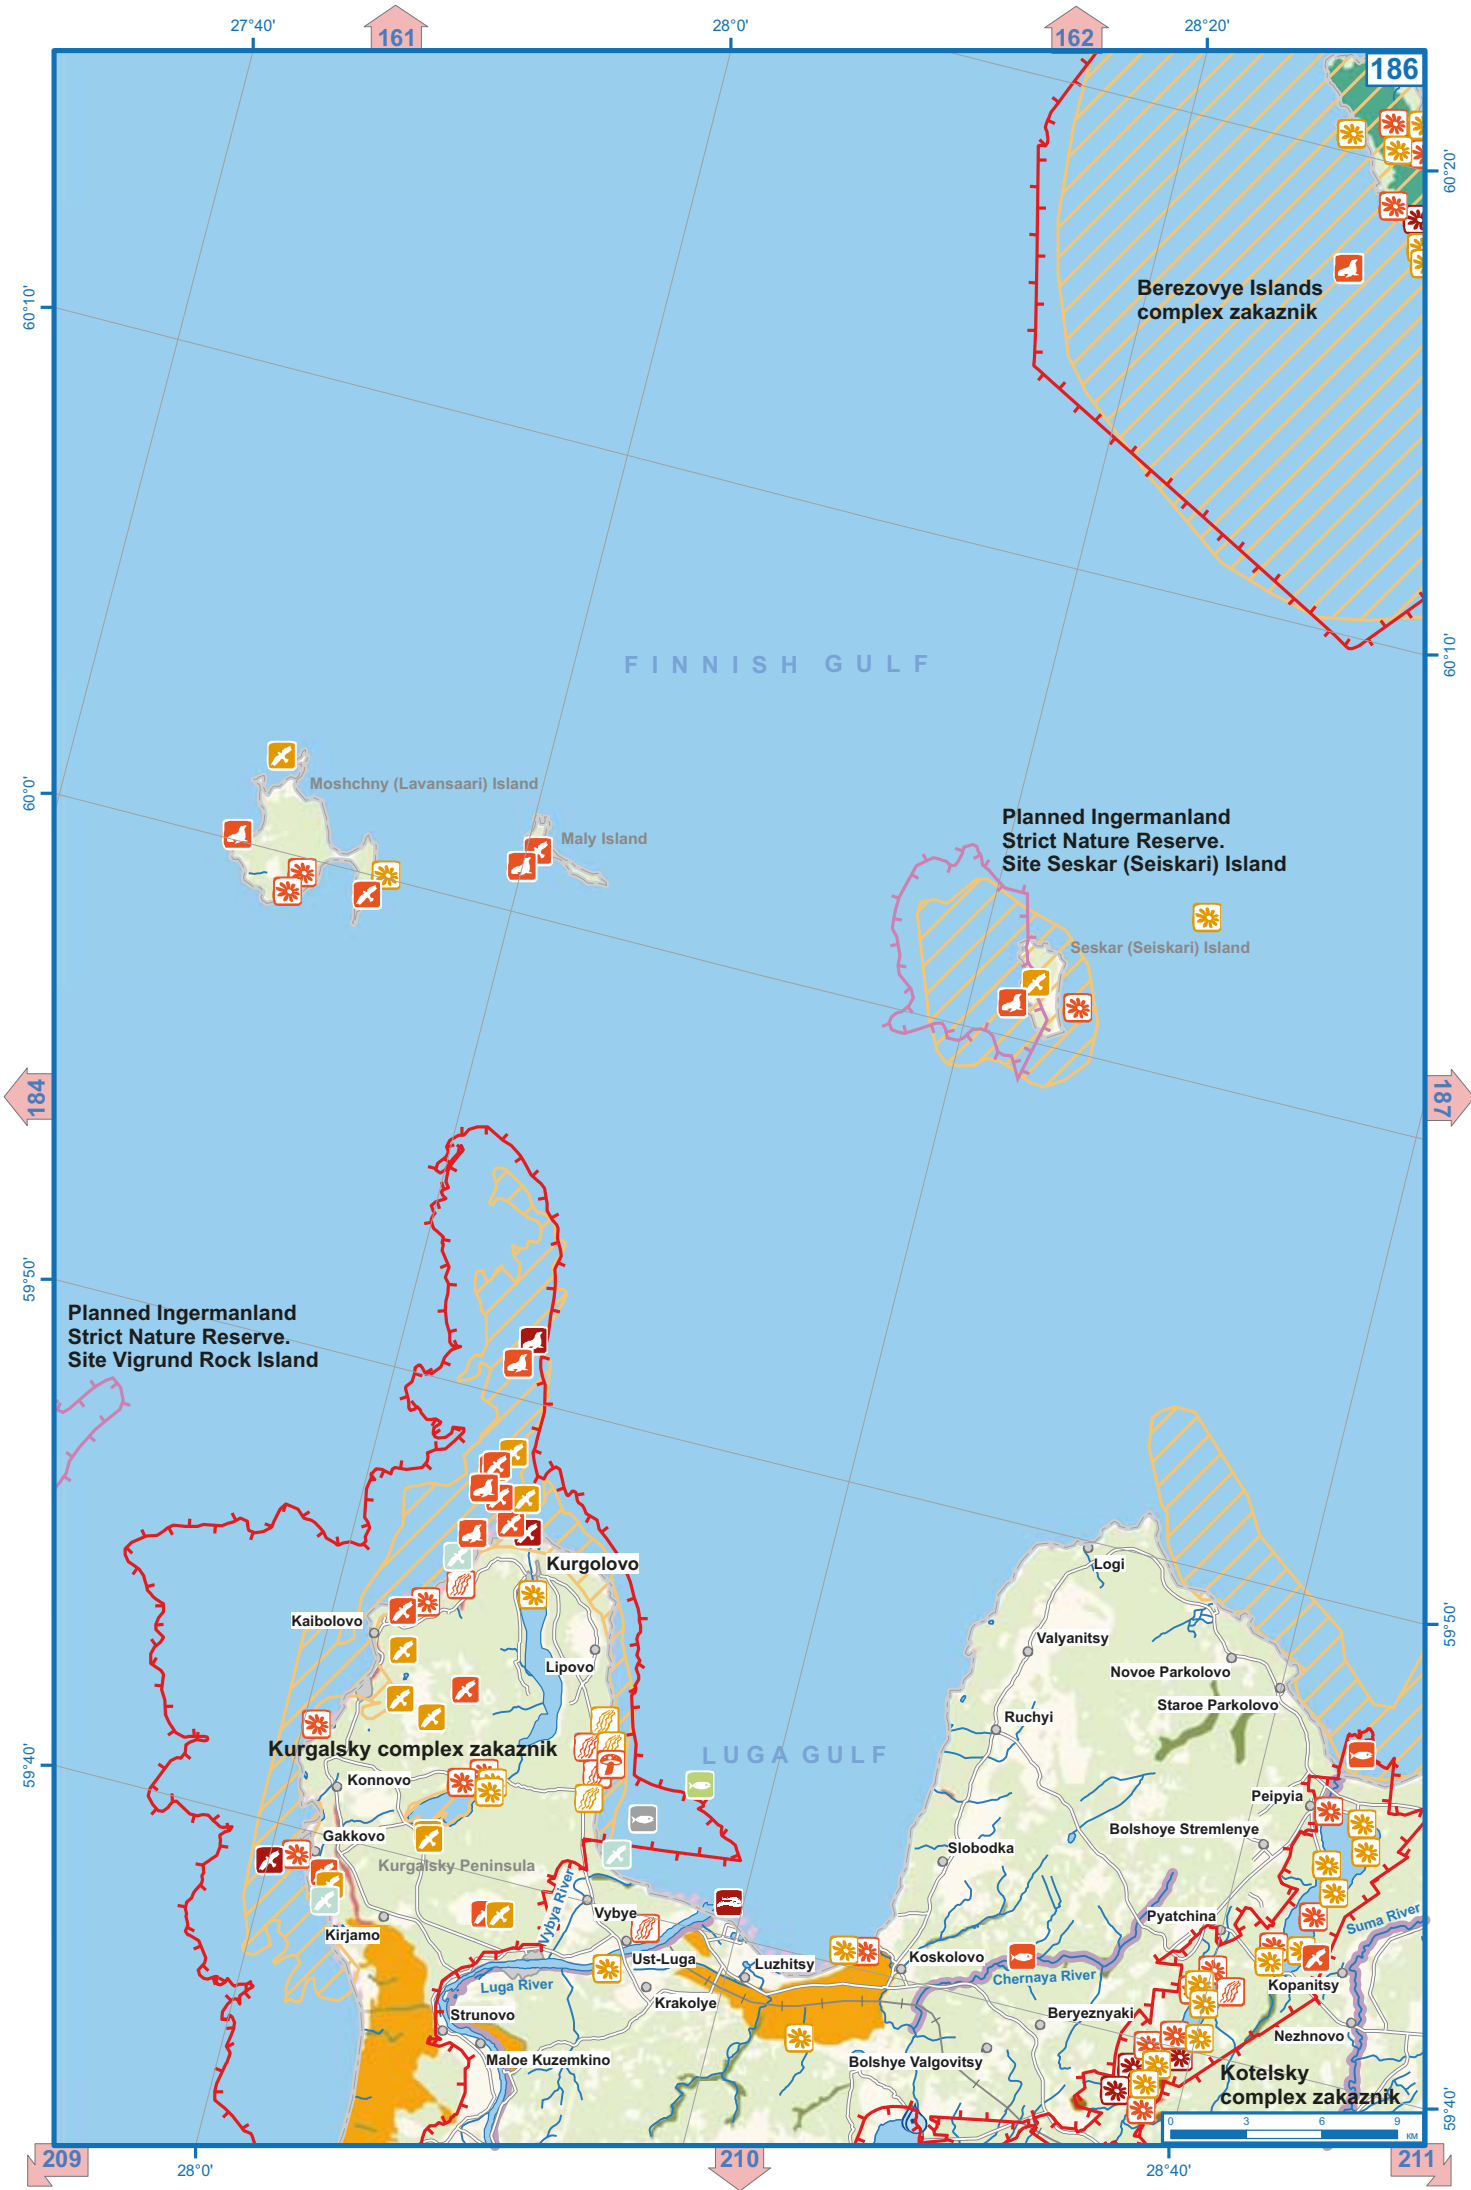 27°40'
161
28°0'
162
28°20'
186
60°20'
Berezovye Islands
complex zakaznik
60°10'
FINNISH GULF
60°10'
Moshchny (Lavansaari) Island
60°0'
Maly Island
Planned Ingermanland
Strict Nature Reserve.
Site Seskar (Seiskari) Island
Seskar (Seiskari) Island
184
187
59°50'
Planned Ingermanland
Strict Nature Reserve.
Site Vigrund Rock Island
Kurgolovo
Logi
Kaibolovo
59°50'
Valyanitsy
Lipovo
Novoe Parkolovo
Staroe Parkolovo
Ruchyi
Kurgalsky complex zakaznik
LUGA GULF
59°40'
Konnovo
Peipyia
Gakkovo
Bolshoye Stremlenye
Kurgalsky Peninsula
Slobodka
Vybya River
Vybye
Pyatchina
Suma River
Kirjamo
Ust-Luga
Luzhitsy
Koskolovo
Chernaya River
Kopanitsy
Luga River
Krakolye
Beryeznyaki
Strunovo
Nezhnovo
Maloe Kuzemkino
Bolshye Valgovitsy
Kotelsky
complex zakaznik
59°40'
0 3 6 9
КМ
209
28°0'
210
28°40'
211